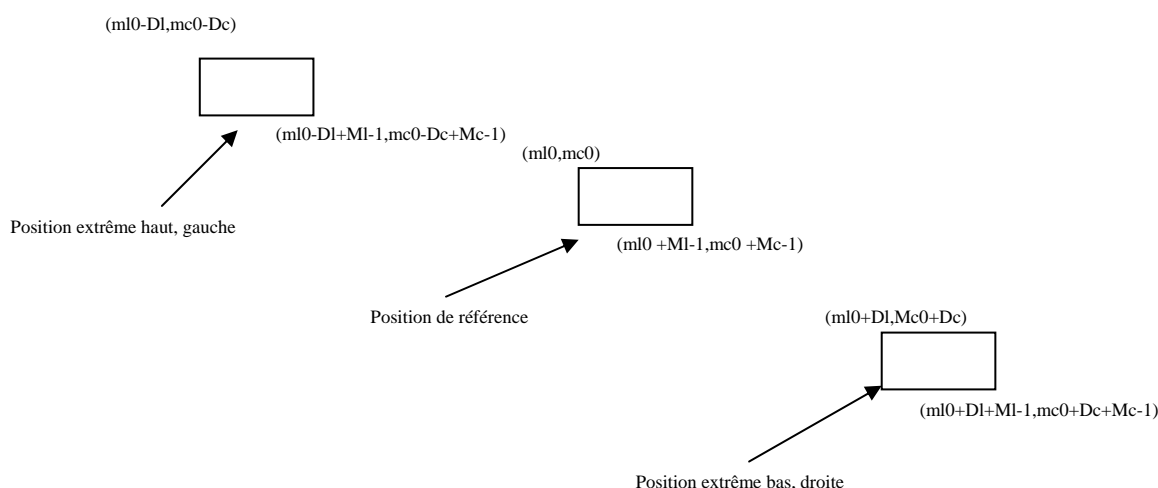 (ml0-Dl,mc0-Dc)
(ml0-Dl+Ml-1,mc0-Dc+Mc-1)
(ml0,mc0)
Position extrême haut, gauche
(ml0 +Ml-1,mc0 +Mc-1)
Position de référence
(ml0+Dl,Mc0+Dc)
(ml0+Dl+Ml-1,mc0+Dc+Mc-1)
Position extrême bas, droite